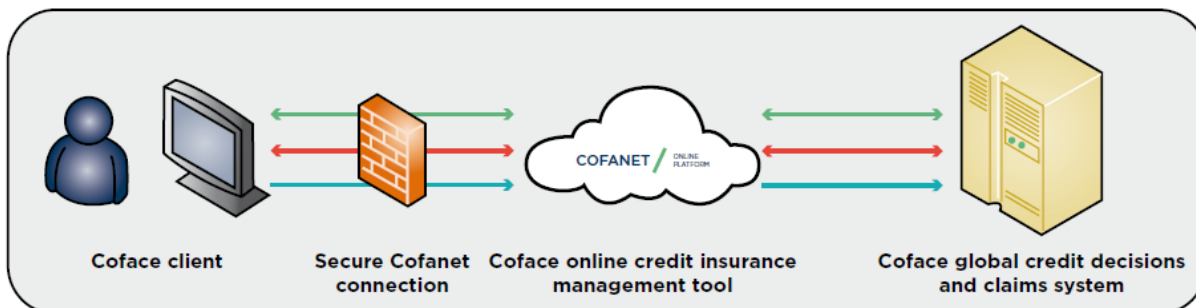 COFANET / ONLINE
PLATFORM
Coface client
Secure Cofanet
connection
Coface online credit insurance
management tool
Coface global credit decisions
and claims system